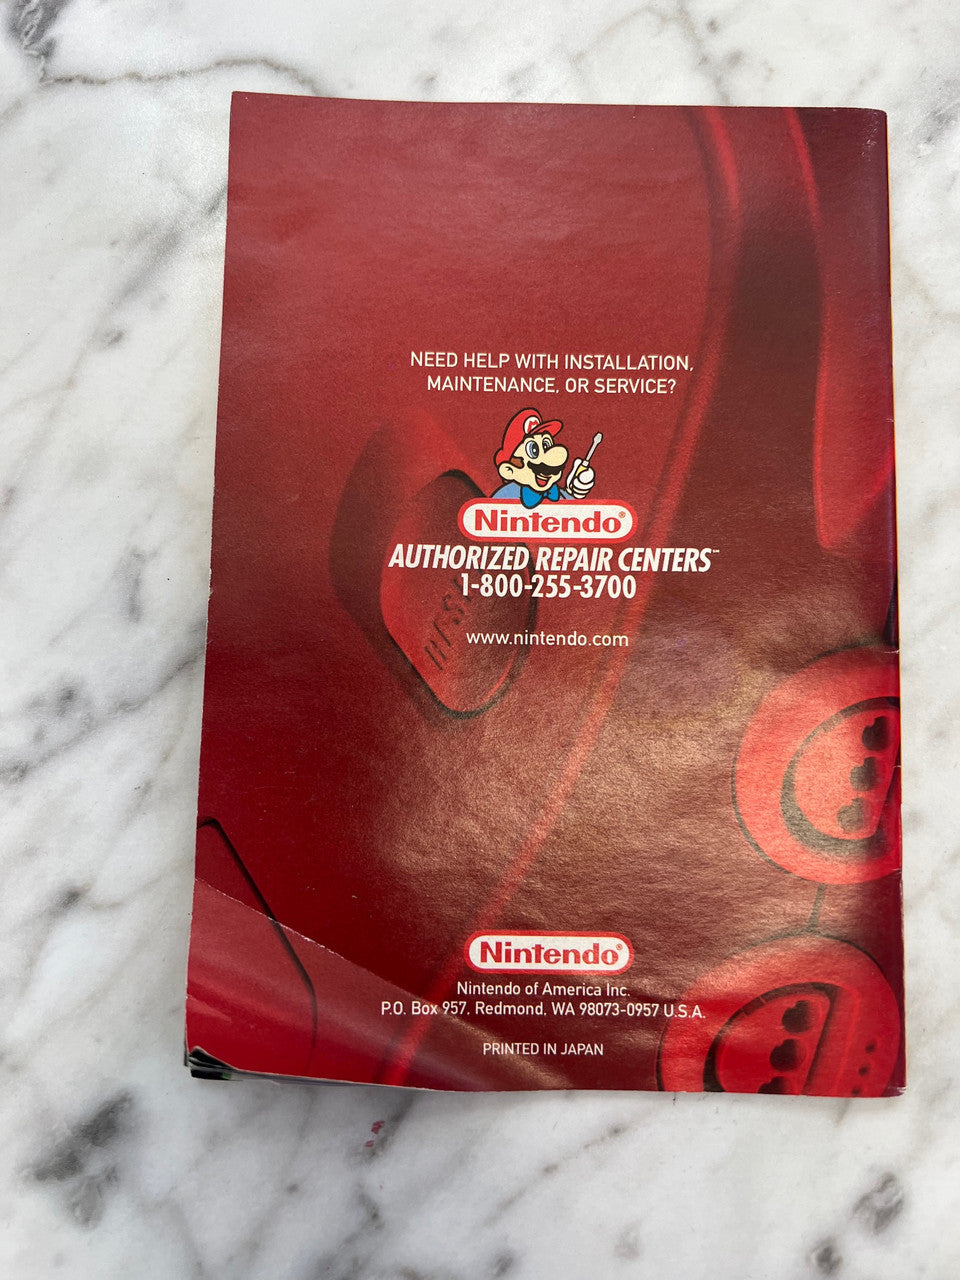 NEED HELP WITH INSTALLATION,
MAINTENANCE, OR SERVICE?
M
Nintendo®
AUTHORIZED REPAIR CENTERS™
1-800-255-3700
www.nintendo.com
Nintendo®
Nintendo of America Inc.
P.O. Box 957, Redmond, WA 98073-0957 U.S.A.
PRINTED IN JAPAN